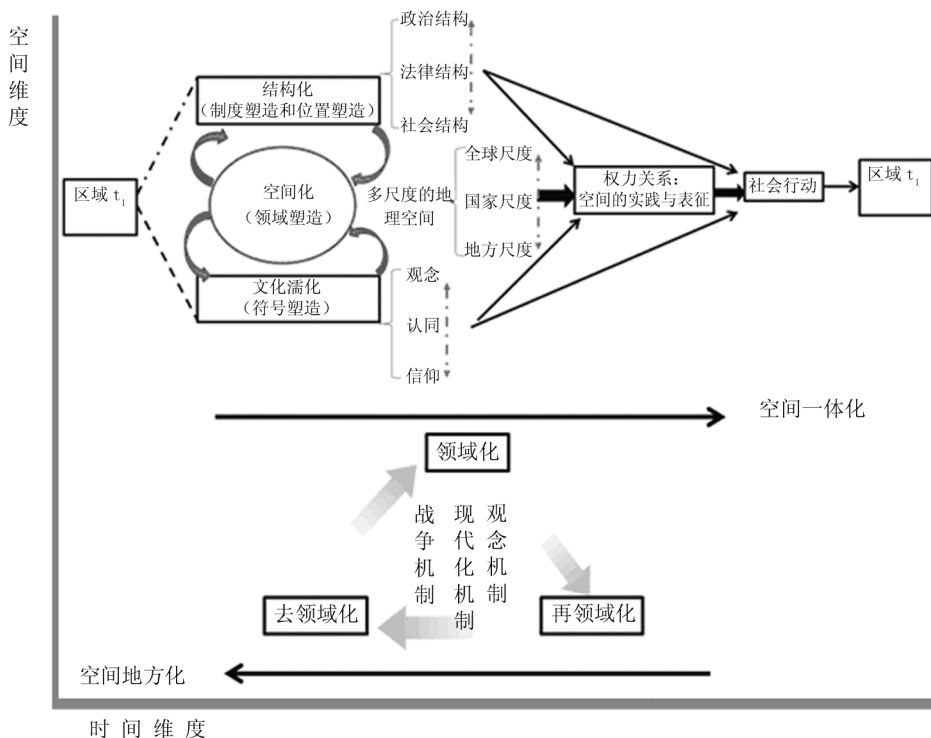 空间维度
政治结构
法律结构
社会结构
结构化
（制度塑造和位置塑造）
区域 t₁
空间化
（领域塑造）
多尺度的地
理空间
全球尺度
国家尺度
地方尺度
权力关系：
空间的实践与表征
社会行动
区域 t₁
文化濡化
（符号塑造）
观念
认同
信仰
空间一体化
领域化
战争机制
现代化机制
观念机制
去领域化
再领域化
空间地方化
时间维度